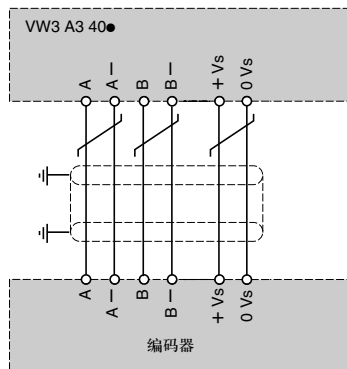 VW3 A3 40●
A
A –
B
B –
+ Vs
0 Vs
A
A –
B
B –
+ Vs
0 Vs
编码器